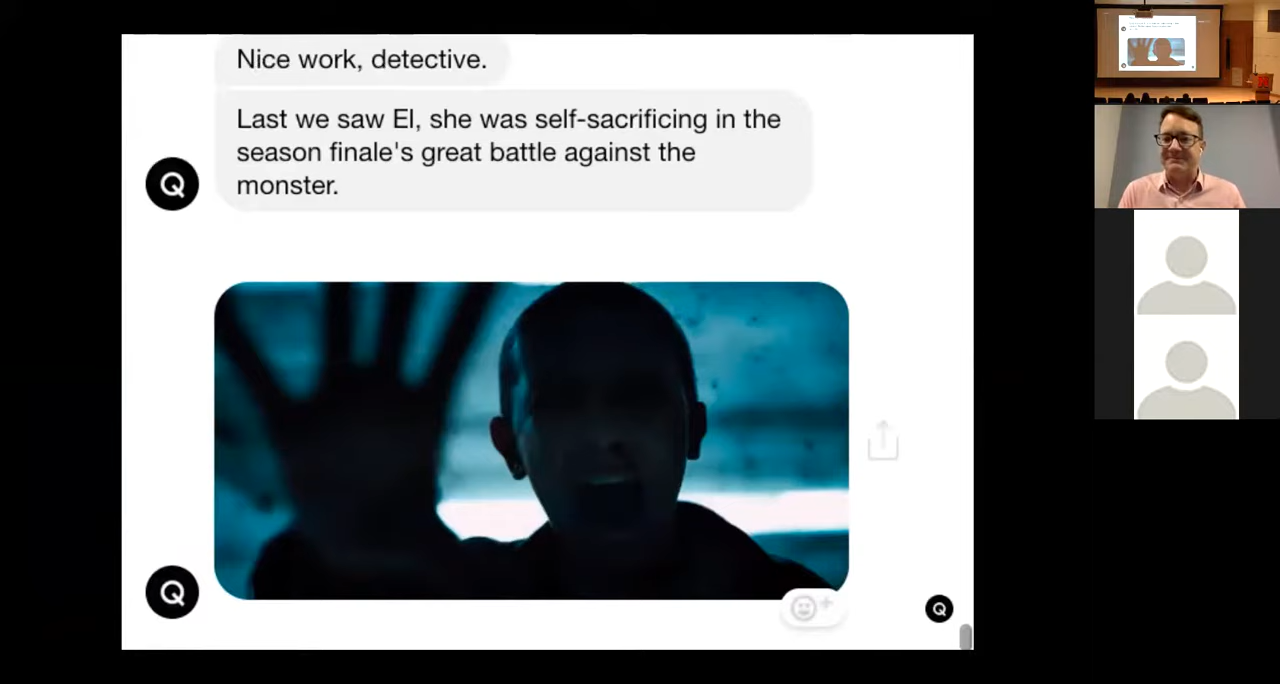 Nice work, detective.
Last we saw El, she was self-sacrificing in the
season finale's great battle against the
monster.
Q
Q
Q